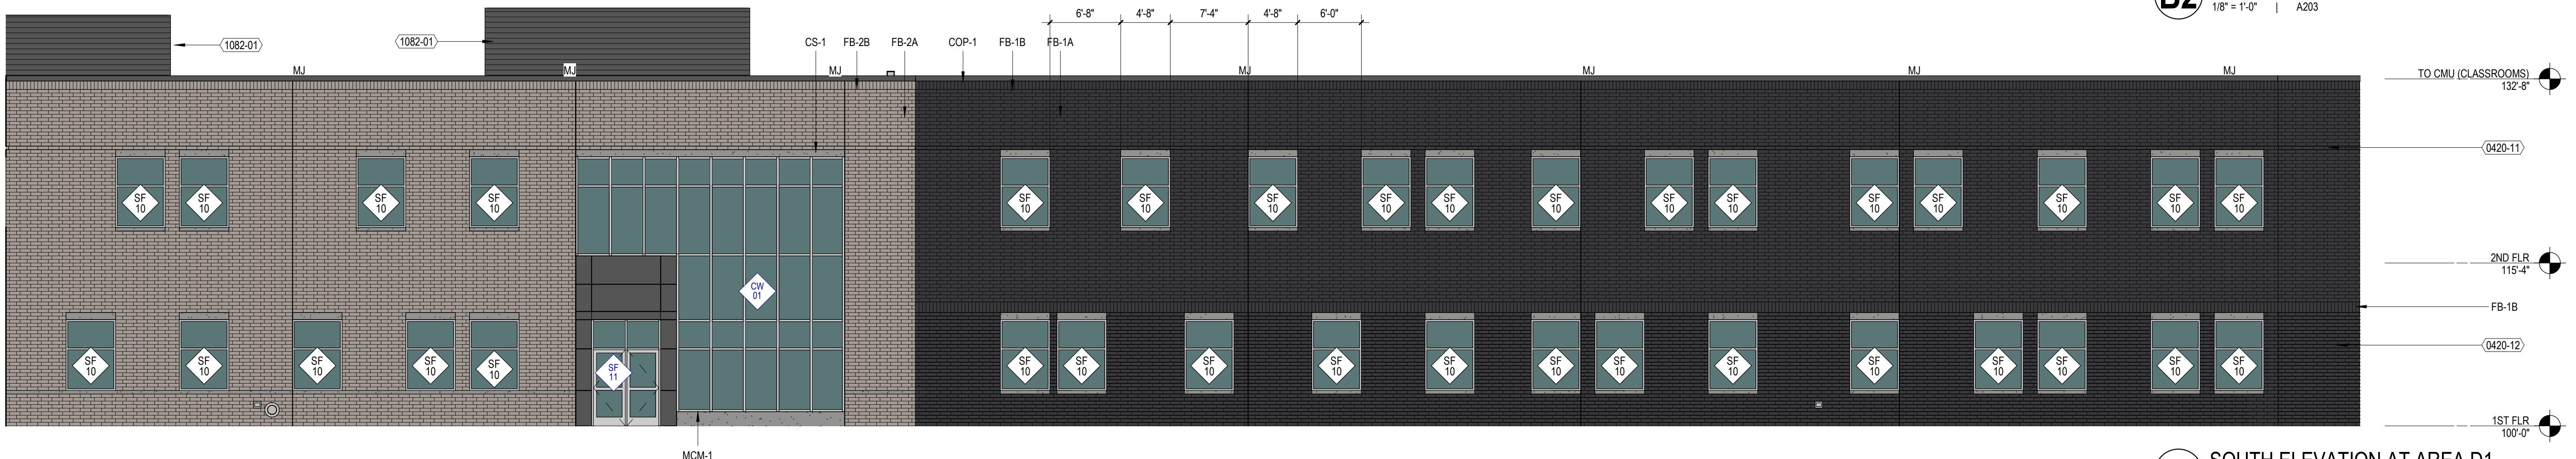 1/8" = 1'-0" | A203
6'-8" 4'-8" 7'-4" 4'-8" 6'-0"
1082-01 1082-01 CS-1 FB-2B FB-2A COP-1 FB-1B FB-1A
MJ MJ MJ MJ MJ MJ MJ
TO CMU (CLASSROOMS)
132'-8"
0420-11
SF SF SF SF SF SF SF SF SF SF SF SF SF SF SF SF SF
10 10 10 10 10 10 10 10 10 10 10 10 10 10 10 10 10
2ND FLR
115'-4"
CW
01
FB-1B
0420-12
SF SF SF SF SF SF SF SF SF SF SF SF SF SF SF SF SF SF SF
10 10 10 10 10 11 10 10 10 10 10 10 10 10 10 10 10 10 10
1ST FLR
100'-0"
MCM-1